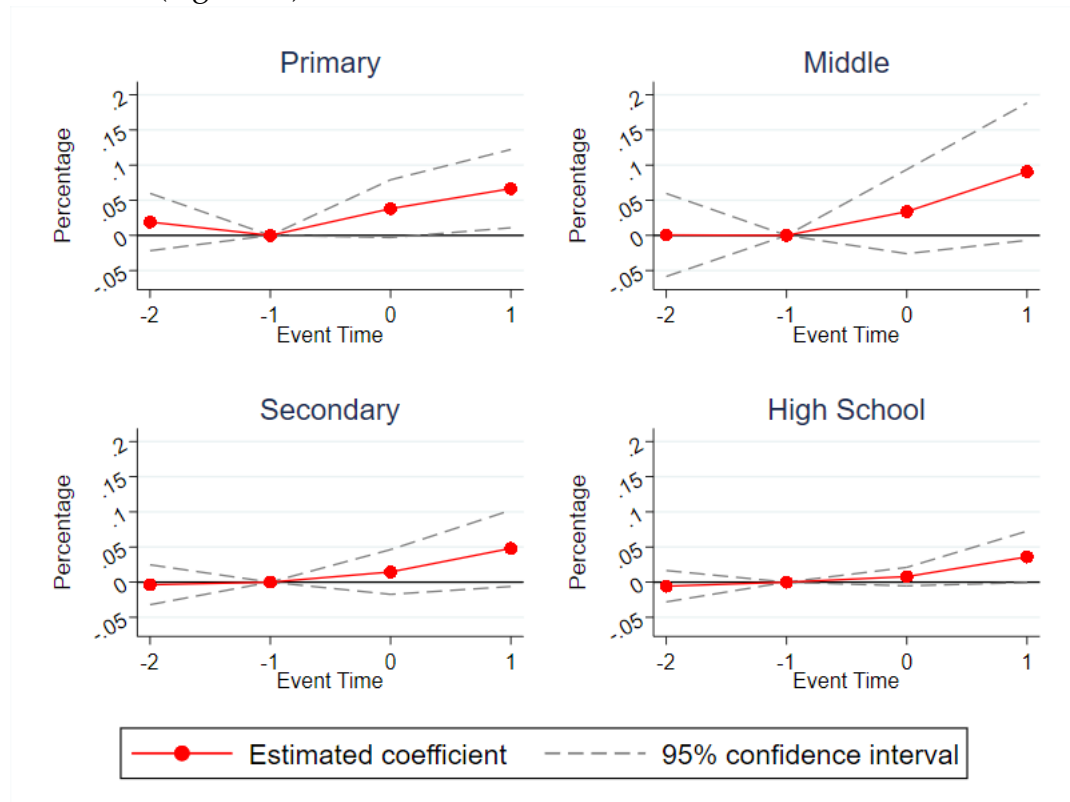 Primary
Percentage
.2
.15
.1
.05
0
-.05
-2 -1 0 1
Event Time
Middle
Percentage
.2
.15
.1
.05
0
-.05
-2 -1 0 1
Event Time
Secondary
Percentage
.2
.15
.1
.05
0
-.05
-2 -1 0 1
Event Time
High School
Percentage
.2
.15
.1
.05
0
-.05
-2 -1 0 1
Event Time
Estimated coefficient
95% confidence interval